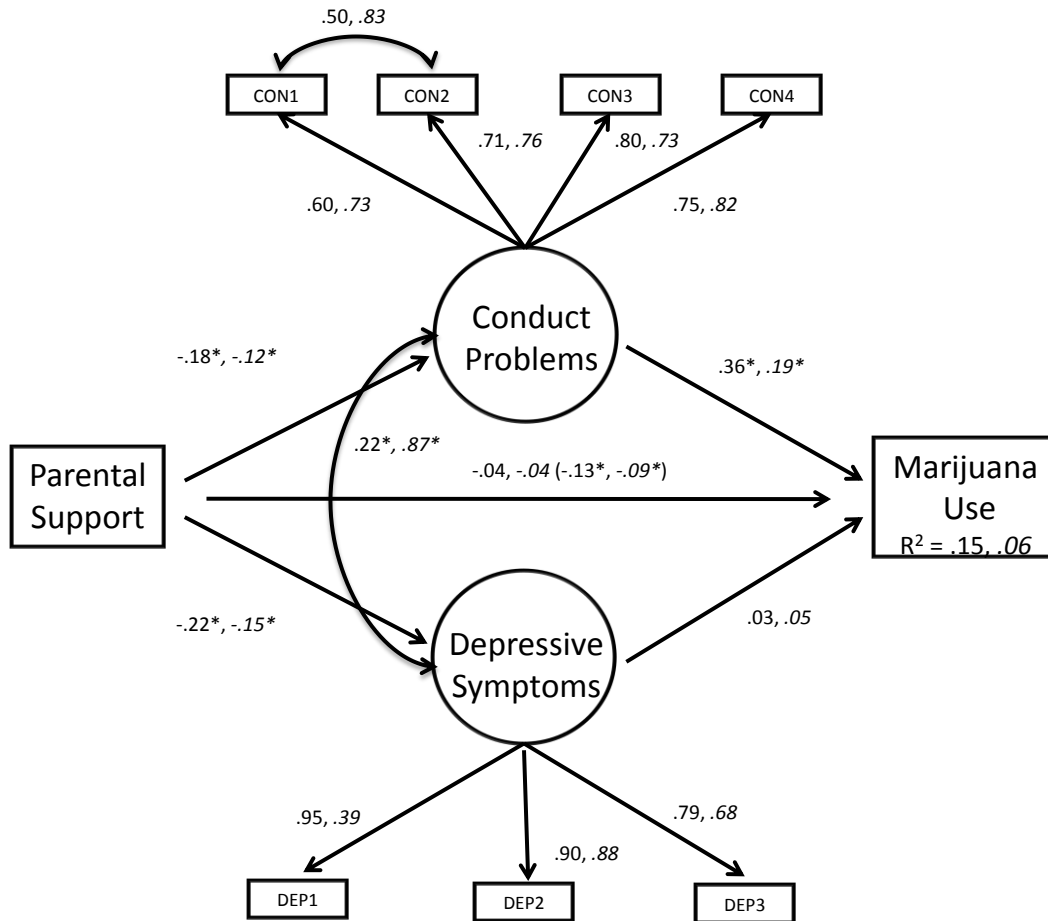 .50, .83
CON1
CON2
CON3
CON4
.71, .76
.80, .73
.60, .73
.75, .82
Conduct
Problems
-.18*, -.12*
.36*, .19*
.22*, .87*
Parental
Support
-.04, -.04 (-.13*, -.09*)
Marijuana
Use
R² = .15, .06
-.22*, -.15*
.03, .05
Depressive
Symptoms
.95, .39
.90, .88
.79, .68
DEP1
DEP2
DEP3